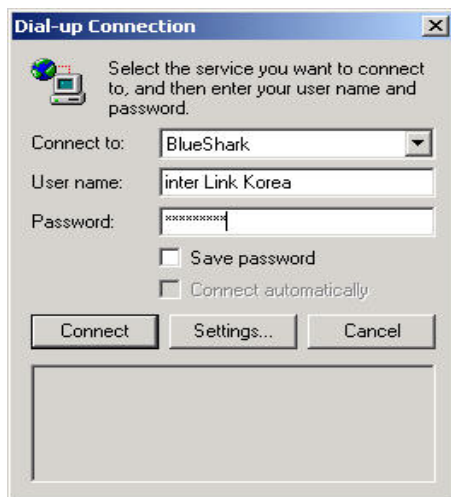 Dial-up Connection
Select the service you want to connect
to, and then enter your user name and
password.
Connect to: BlueShark
User name: inter Link Korea
Password: *********
Save password
Connect automatically
Connect Settings... Cancel